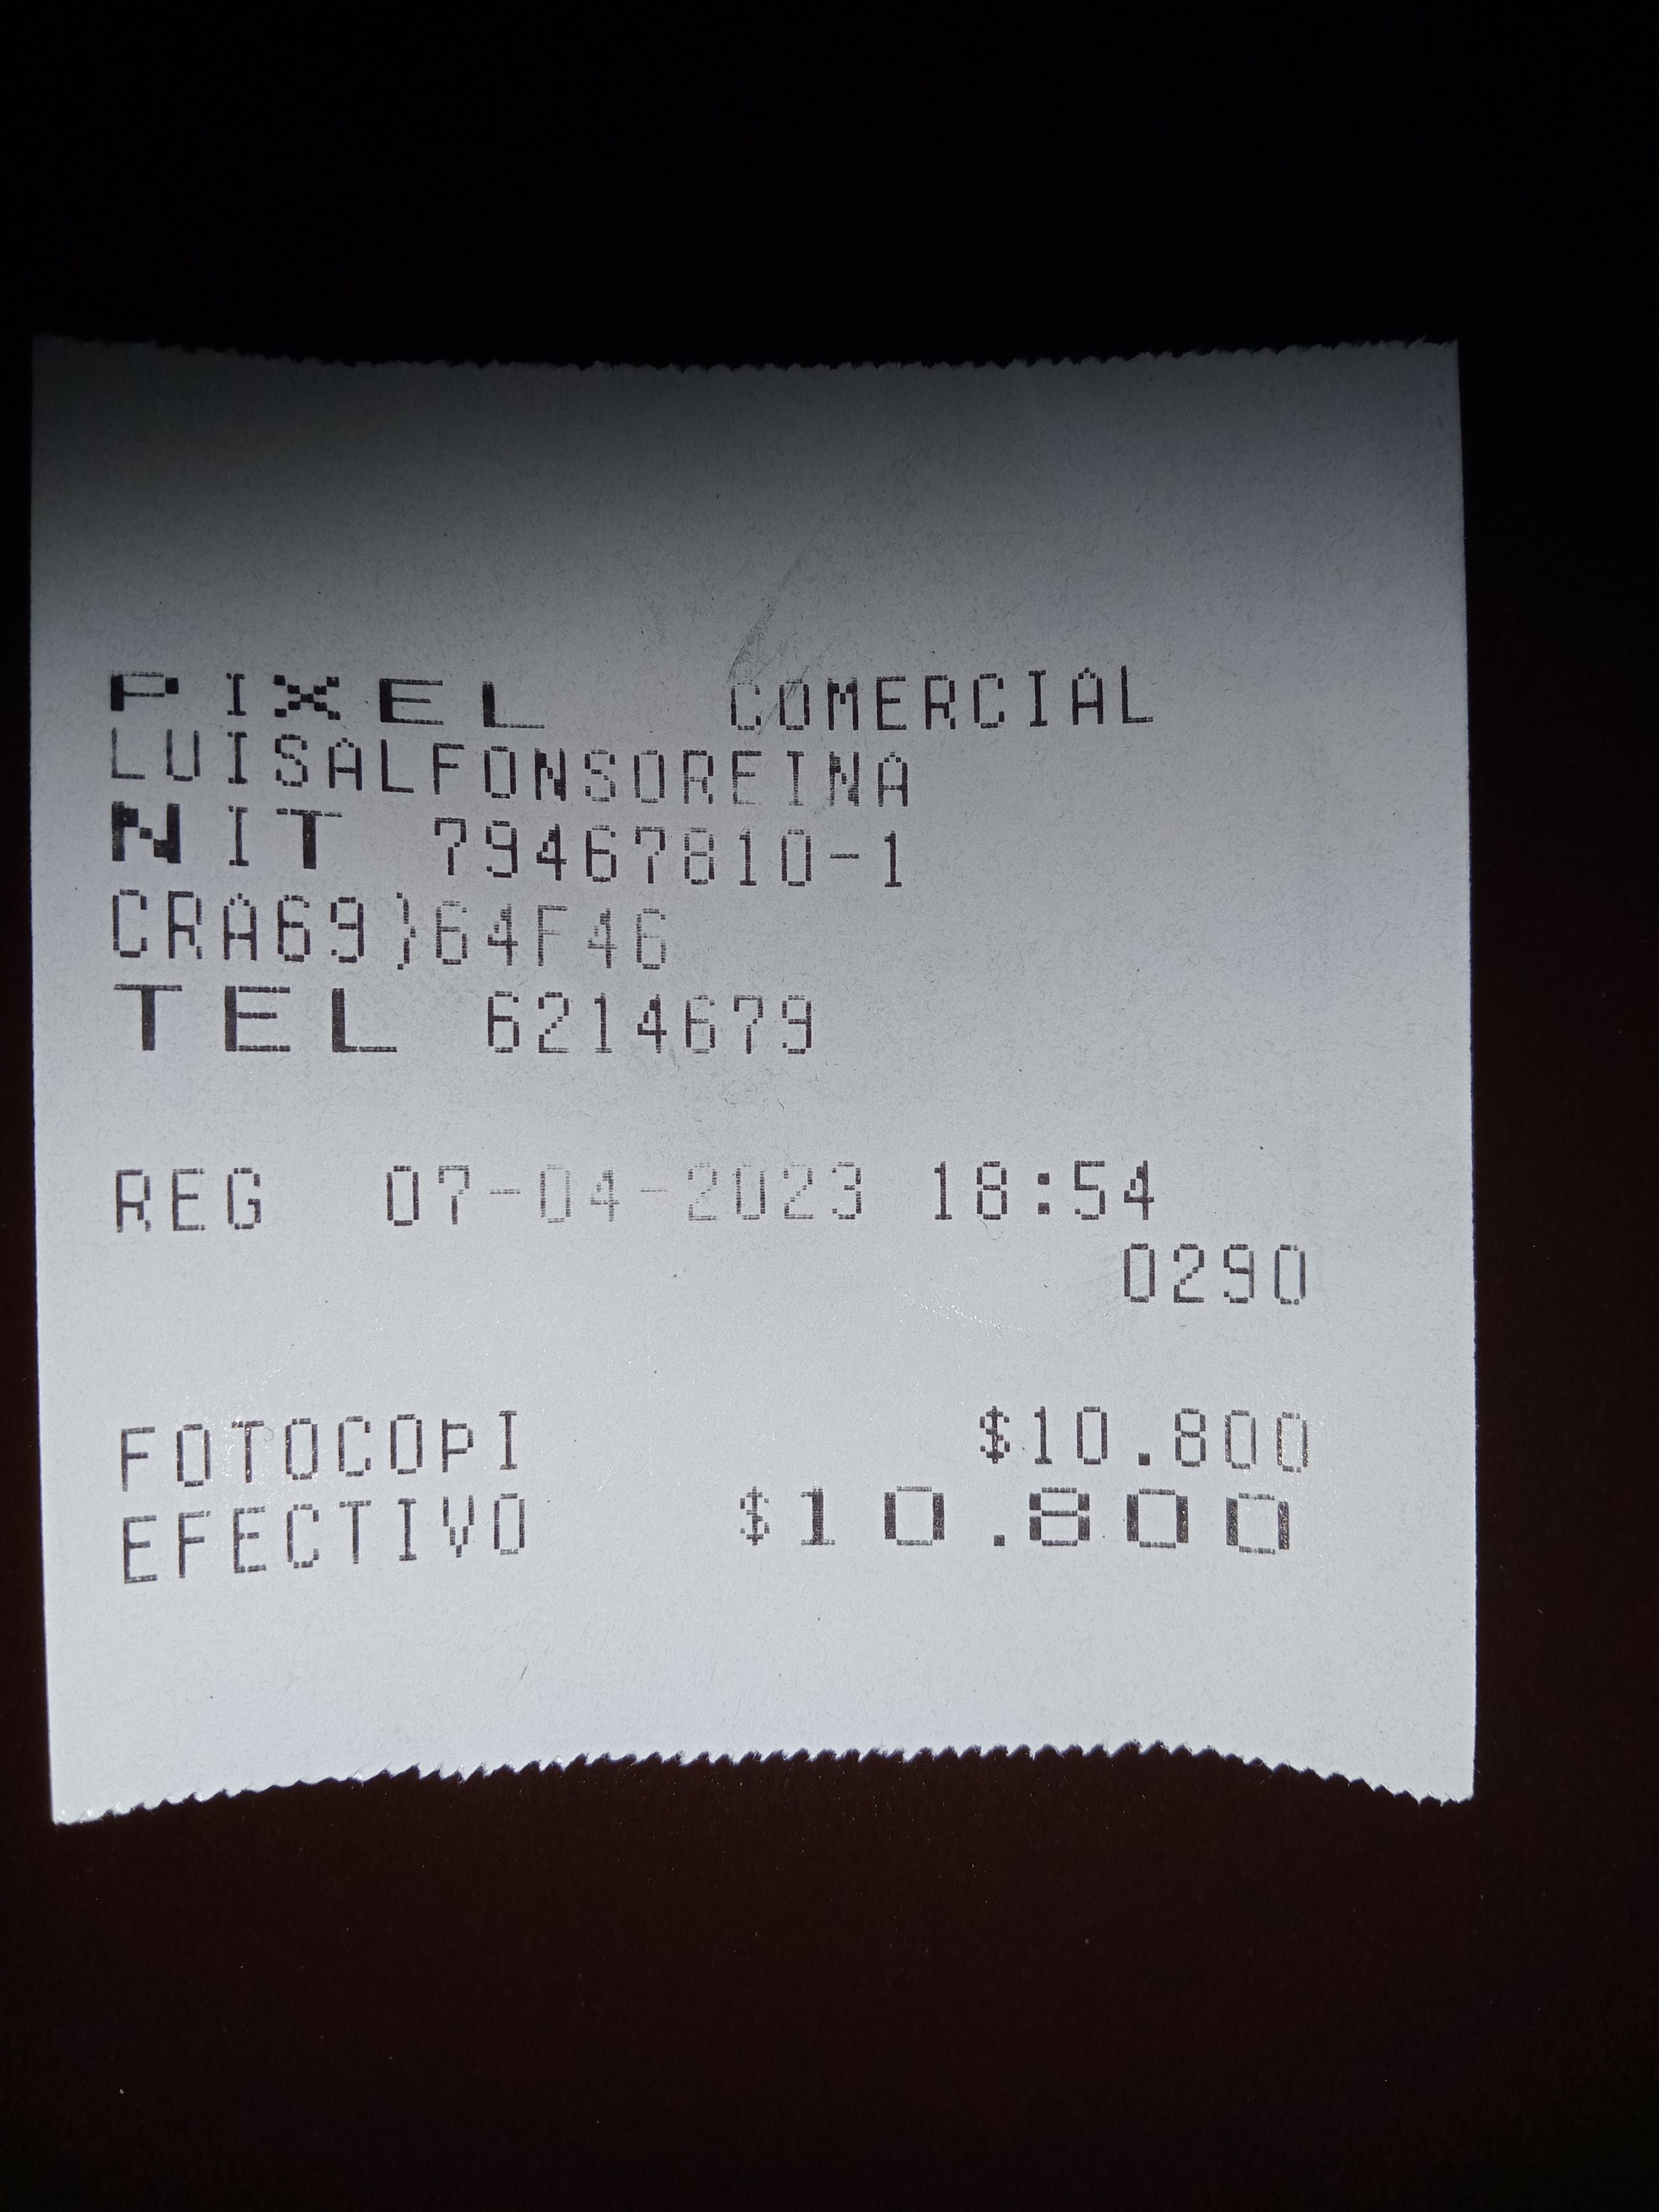 PIXEL COMERCIAL
LUISALFONSOREINA
NIT 79467810-1
CRA69}64F46
TEL 6214679
REG 07-04-2023 18:54
0290
FOTOCOPI $10.800
EFECTIVO $10.800